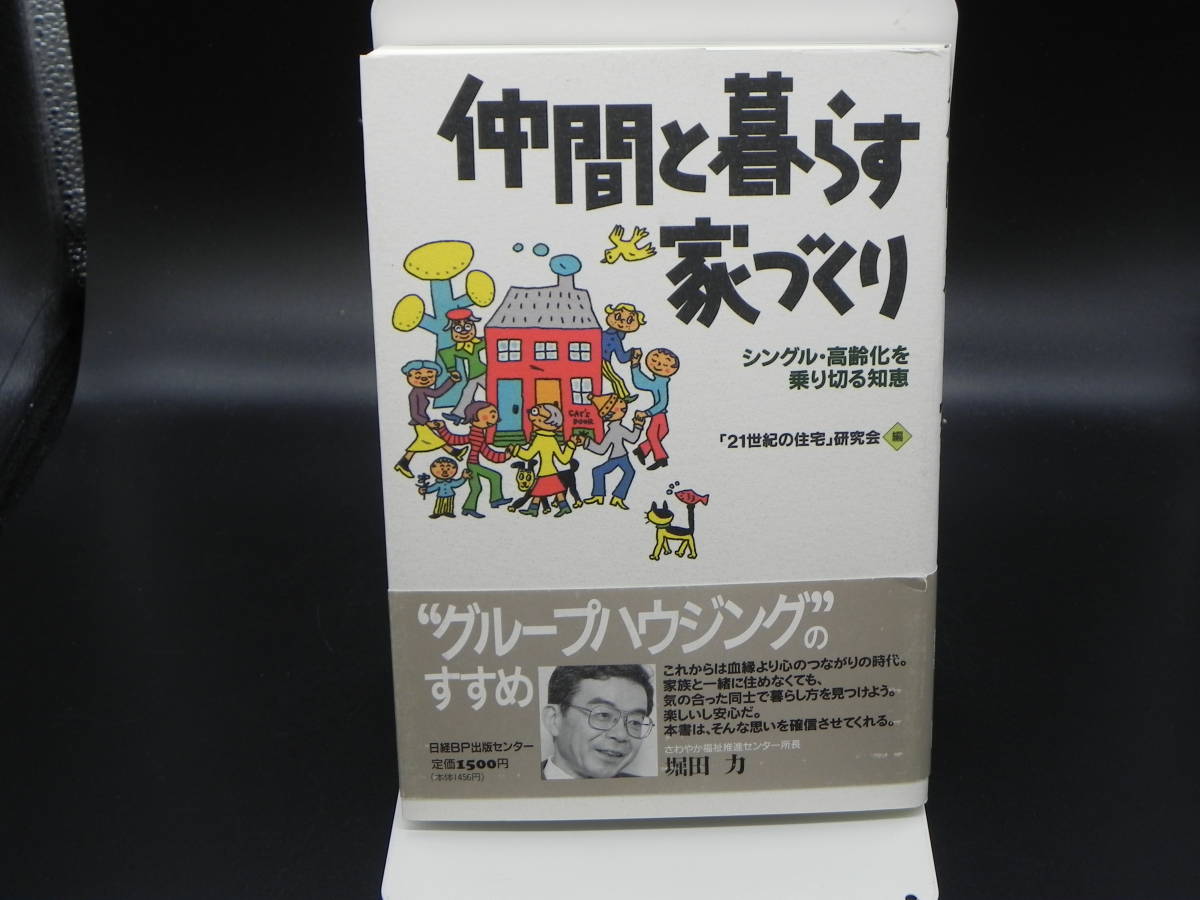 仲間と暮らす
家づくり
シングル・高齢化を
乗り切る知恵
「21世紀の住宅」研究会 編
CAT'S
DOOR
“グループハウジング”の
すすめ
これからは血縁より心のつながりの時代。
家族と一緒に住めなくても、
気の合った同士で暮らし方を見つけよう。
楽しいし安心だ。
本書は、そんな思いを確信させてくれる。
さわやか福祉推進センター所長
堀田 力
日経BP出版センター
定価1500円
(本体1456円)